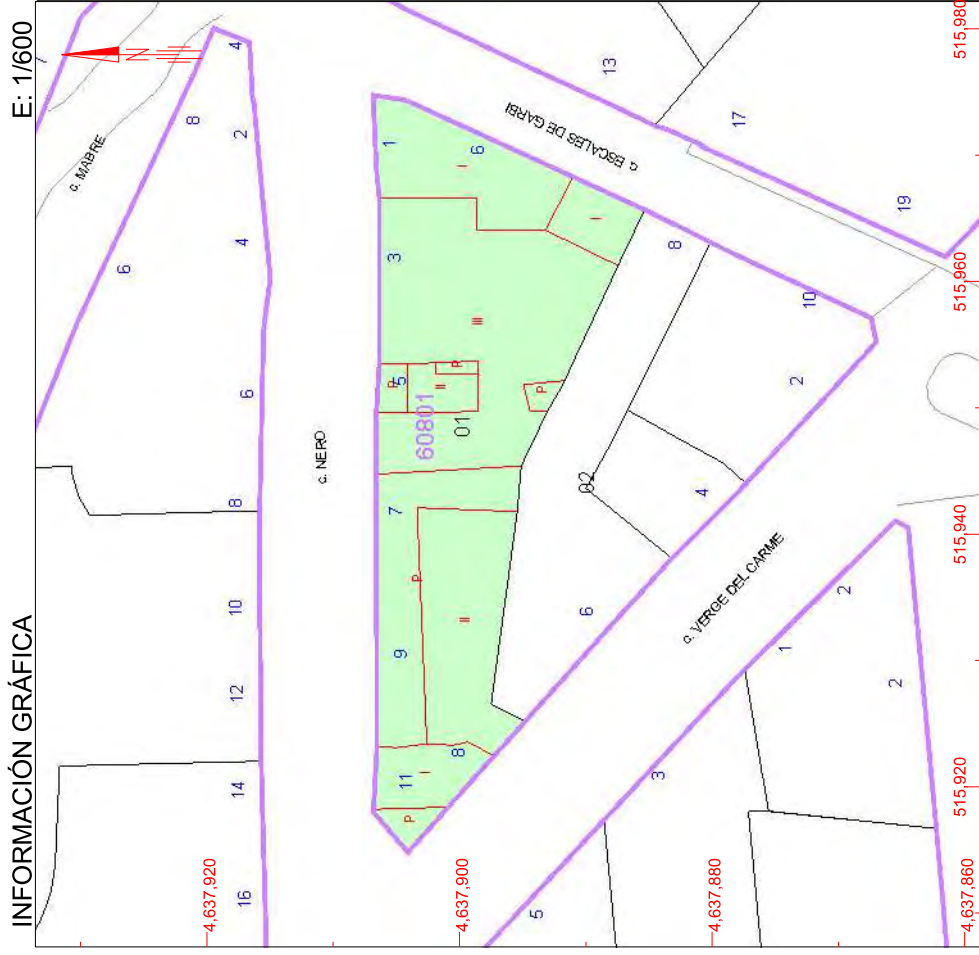 INFORMACIÓN GRÁFICA E: 1/600
7
N
c. MABRE
8
4
2
6
4
6
8
10
12
14
16
c. NERO
4,637,920
1
6
I
3
III
I
P
5
II
P
P
60801
01
7
P
9
II
11
I
8
P
4,637,900
c. ESCALES DE GARBI
13
17
19
8
10
02
2
4
6
c. VERGE DEL CARME
4,637,880
1
2
2
3
5
4,637,860
515,920
515,940
515,960
515,980